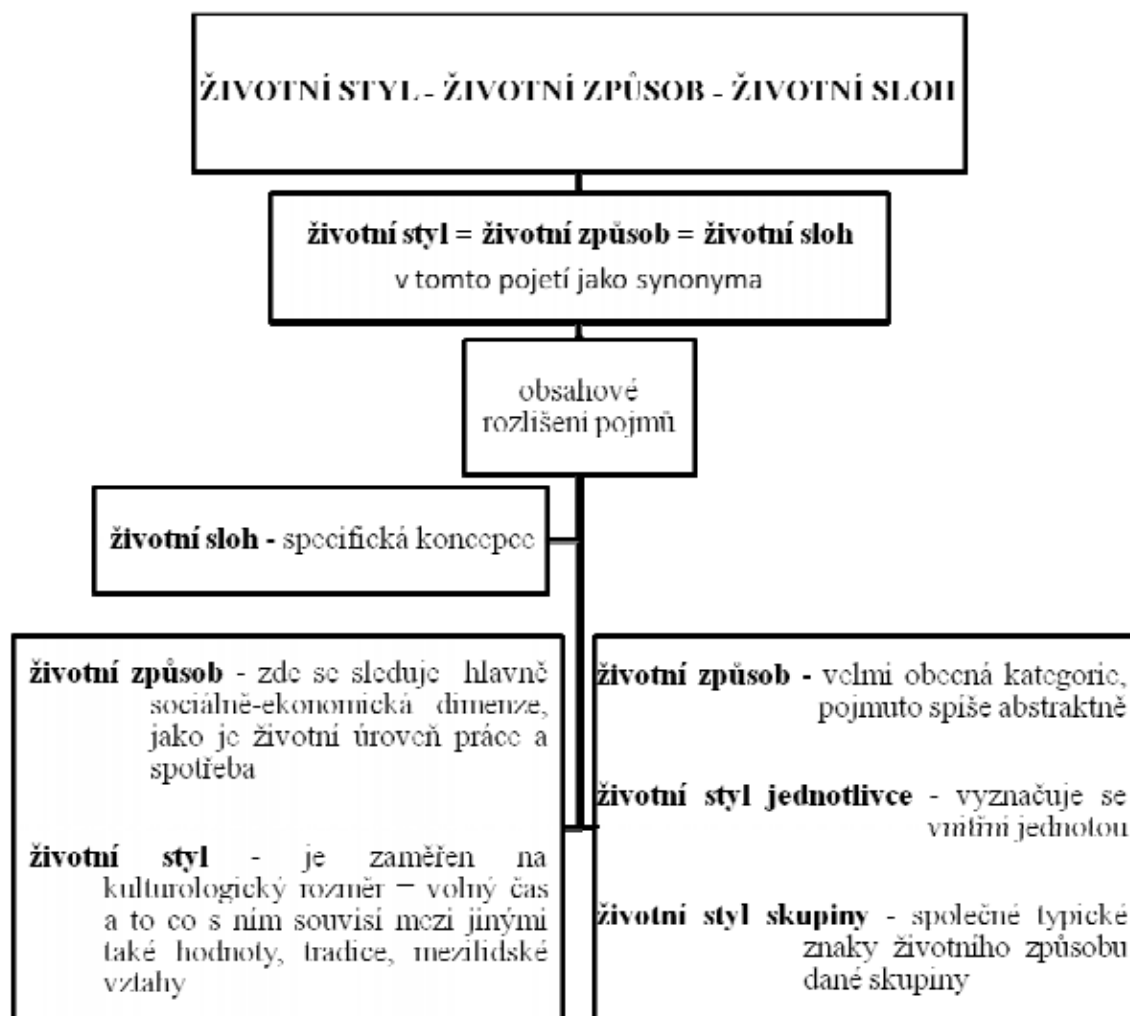 ŽIVOTNÍ STYL - ŽIVOTNÍ ZPŮSOB - ŽIVOTNÍ SLOH
životní styl = životní způsob = životní sloh
v tomto pojetí jako synonyma
obsahové
rozlišení pojmů
životní sloh - specifická koncepce
životní způsob - zde se sleduje hlavně
sociálně-ekonomická dimenze,
jako je životní úroveň práce a
spotřeba
životní styl - je zaměřen na
kulturologický rozměr – volný čas
a to co s ním souvisí mezi jinými
také hodnoty, tradice, mezilidské
vztahy
životní způsob - velmi obecná kategorie,
pojmuto spíše abstraktně
životní styl jednotlivce - vyznačuje se
vnitřní jednotou
životní styl skupiny - společné typické
znaky životního způsobu
dané skupiny